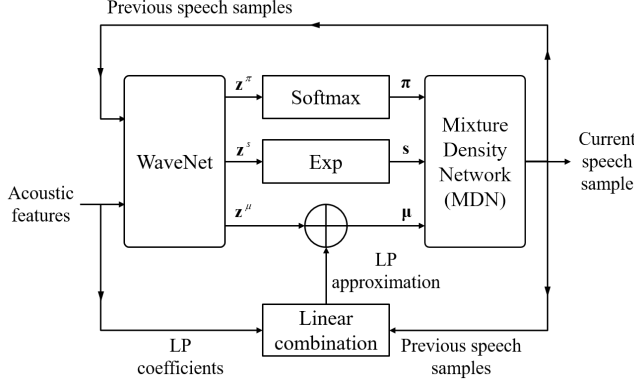 Previous speech samples
z^π
Softmax
π
WaveNet
z^s
Exp
s
Mixture
Density
Network
(MDN)
Current
speech
sample
Acoustic
features
z^μ
μ
LP
approximation
Linear
combination
LP
coefficients
Previous speech
samples